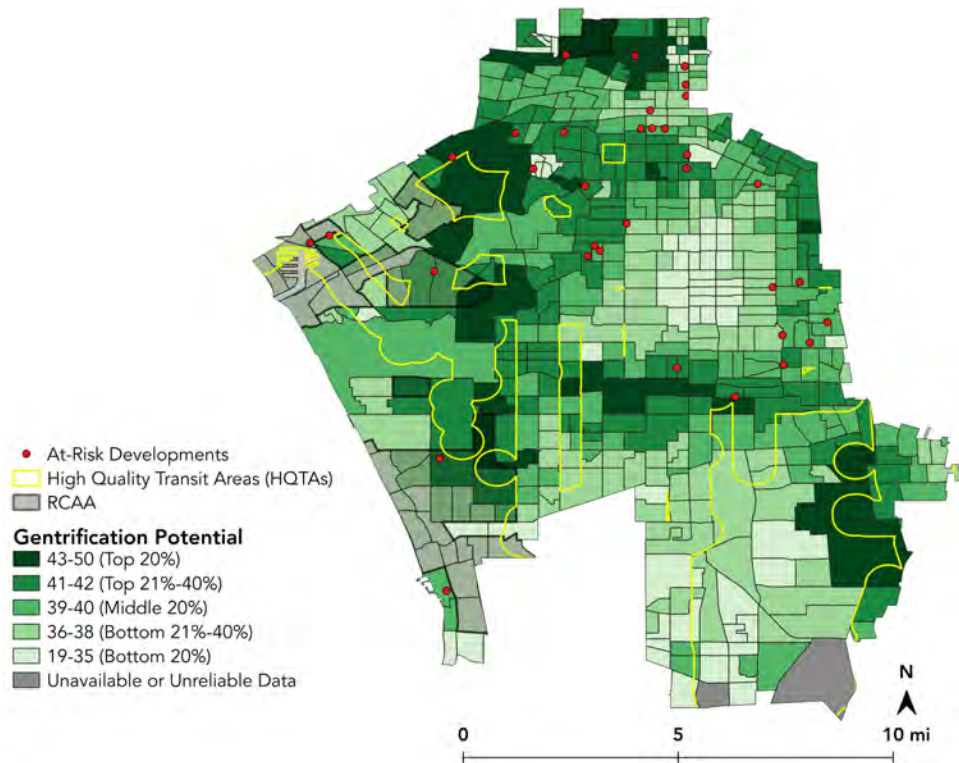 At-Risk Developments
High Quality Transit Areas (HQTAs)
RCAA
Gentrification Potential
43-50 (Top 20%)
41-42 (Top 21%-40%)
39-40 (Middle 20%)
36-38 (Bottom 21%-40%)
19-35 (Bottom 20%)
Unavailable or Unreliable Data
N
0 5 10 mi